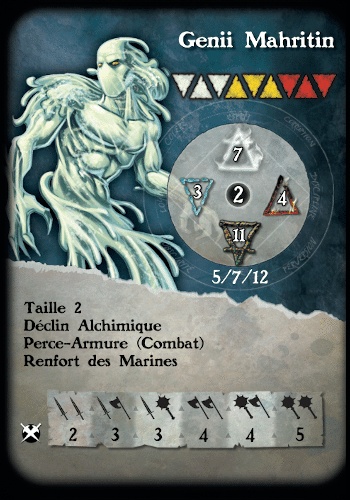 Genii Mahritin
7
3 2 4
11
5/7/12
Taille 2
Déclin Alchimique
Perce-Armure (Combat)
Renfort des Marines
2 3 3 4 4 5